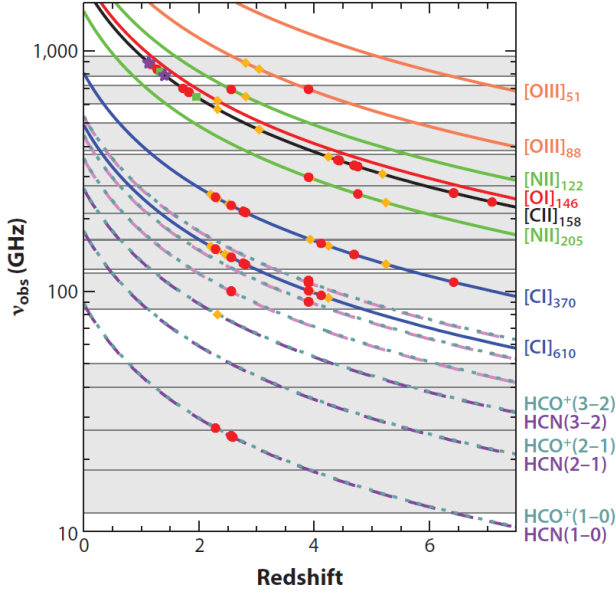 1,000
100
10
ν_obs (GHz)
0
2
4
6
Redshift
[OIII]₅₁
[OIII]₈₈
[NII]₁₂₂
[OI]₁₄₆
[CII]₁₅₈
[NII]₂₀₅
[CI]₃₇₀
[CI]₆₁₀
HCO⁺(3–2)
HCN(3–2)
HCO⁺(2–1)
HCN(2–1)
HCO⁺(1–0)
HCN(1–0)